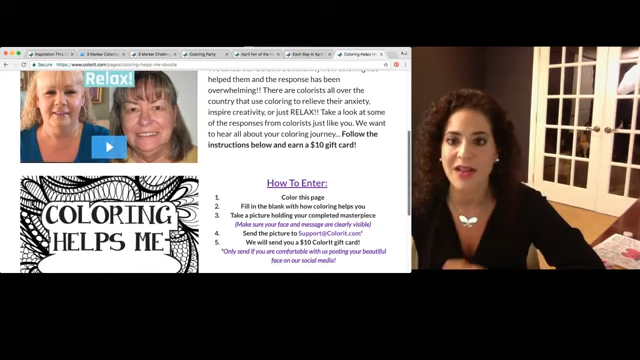 Inspiration This
3 Marker Coloring
3 Marker Challeng
Coloring Party
April Fan of the
Each Day in April
Coloring Helps Me
Secure
https://www.colorit.com/pages/coloring-helps-me-doodle
Relax!
helped them and the response has been
overwhelming!! There are colorists all over the
country that use coloring to relieve their anxiety,
inspire creativity, or just RELAX!! Take a look at some
of the responses from colorists just like you. We want
to hear all about your coloring journey... Follow the
instructions below and earn a $10 gift card!
How To Enter:
1. Color this page
2. Fill in the blank with how coloring helps you
3. Take a picture holding your completed masterpiece
(Make sure your face and message are clearly visible)
4. Send the picture to Support@ColorIt.com*
5. We will send you a $10 ColorIt gift card!
*Only send if you are comfortable with us posting your beautiful
face on our social media!
COLORING
HELPS ME